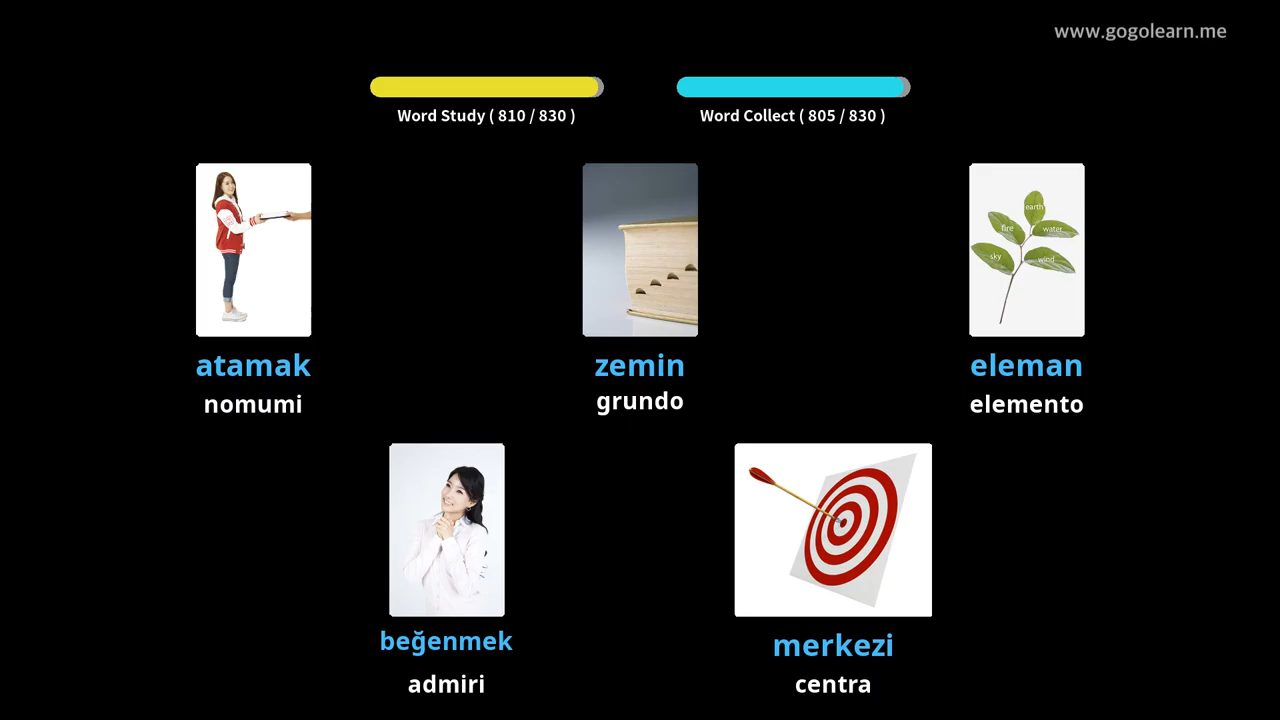 www.gogolearn.me
Word Study ( 810 / 830 )
Word Collect ( 805 / 830 )
earth
fire
water
sky
wind
atamak
zemin
eleman
nomumi
grundo
elemento
beğenmek
merkezi
admiri
centra